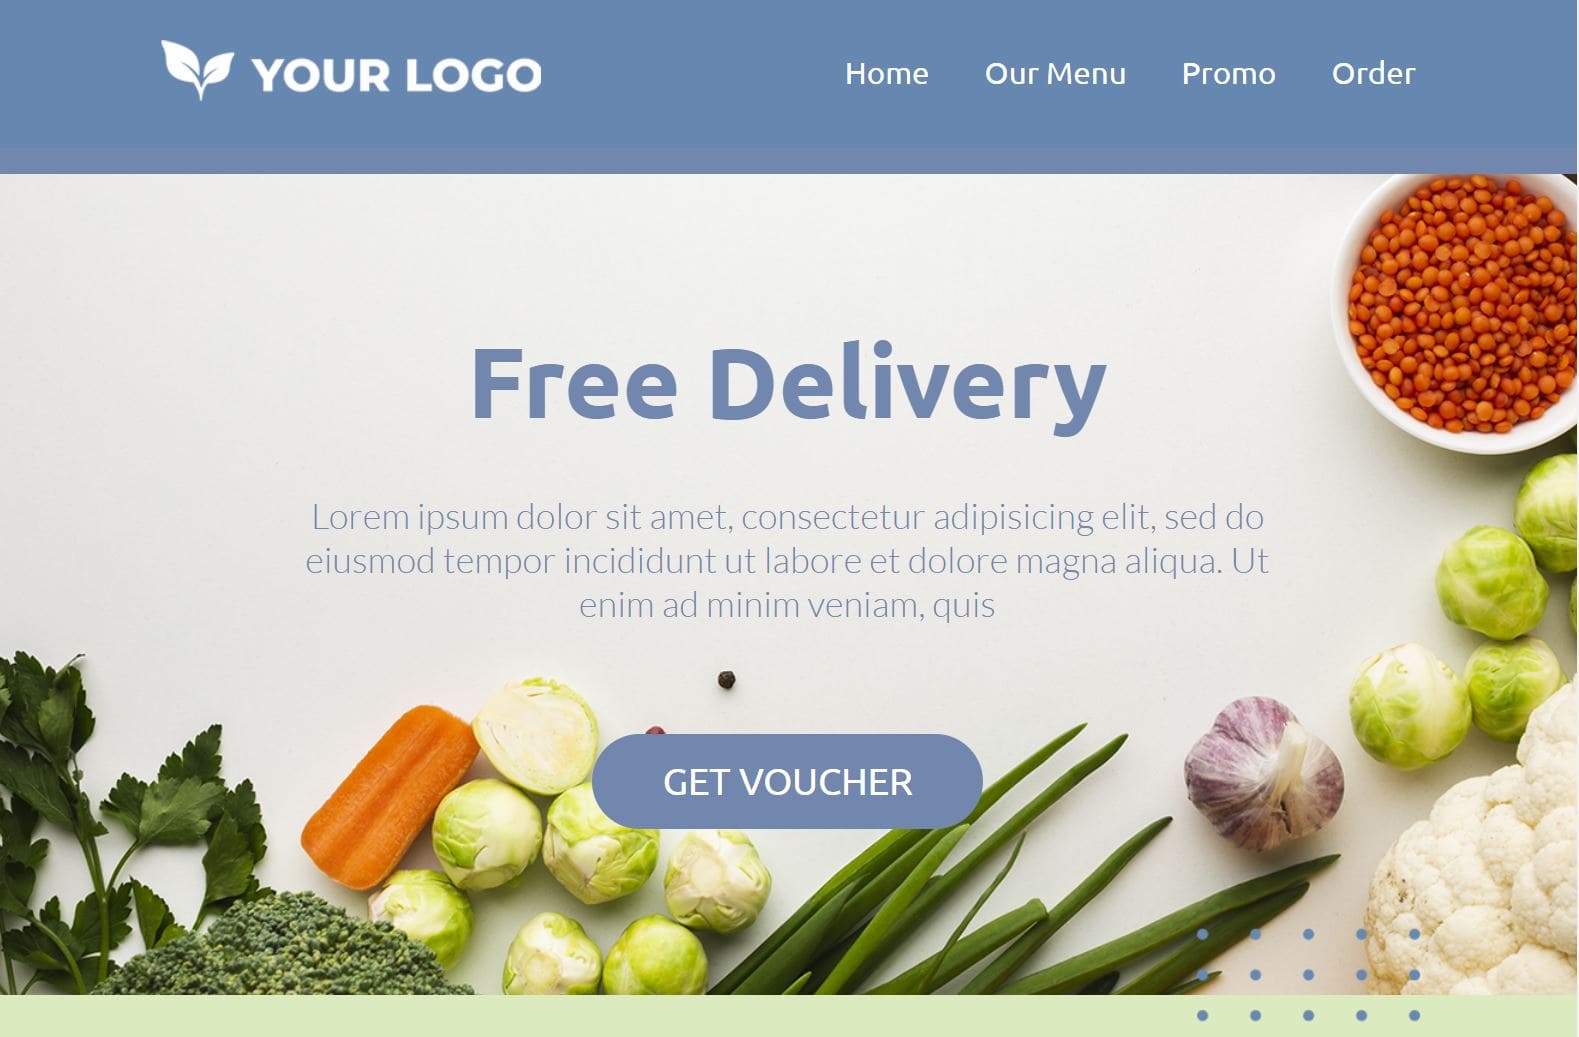 YOUR LOGO
Home Our Menu Promo Order
Free Delivery
Lorem ipsum dolor sit amet, consectetur adipisicing elit, sed do
eiusmod tempor incididunt ut labore et dolore magna aliqua. Ut
enim ad minim veniam, quis
GET VOUCHER